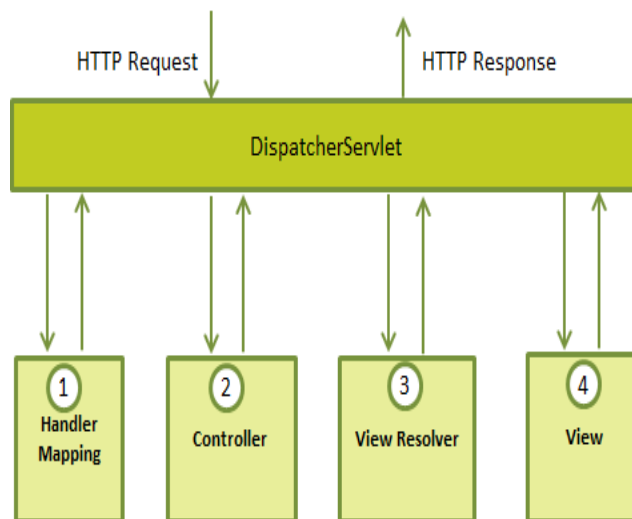 HTTP Request
HTTP Response
DispatcherServlet
1
Handler
Mapping
2
Controller
3
View Resolver
4
View